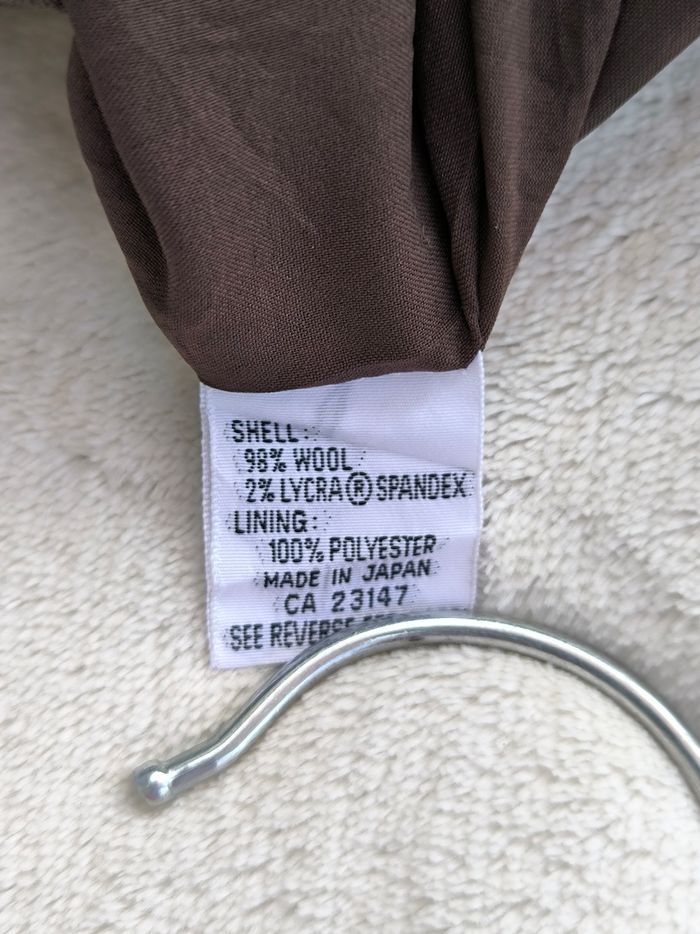 SHELL:
98% WOOL
2% LYCRA® SPANDEX
LINING:
100% POLYESTER
MADE IN JAPAN
CA 23147
SEE REVERSE